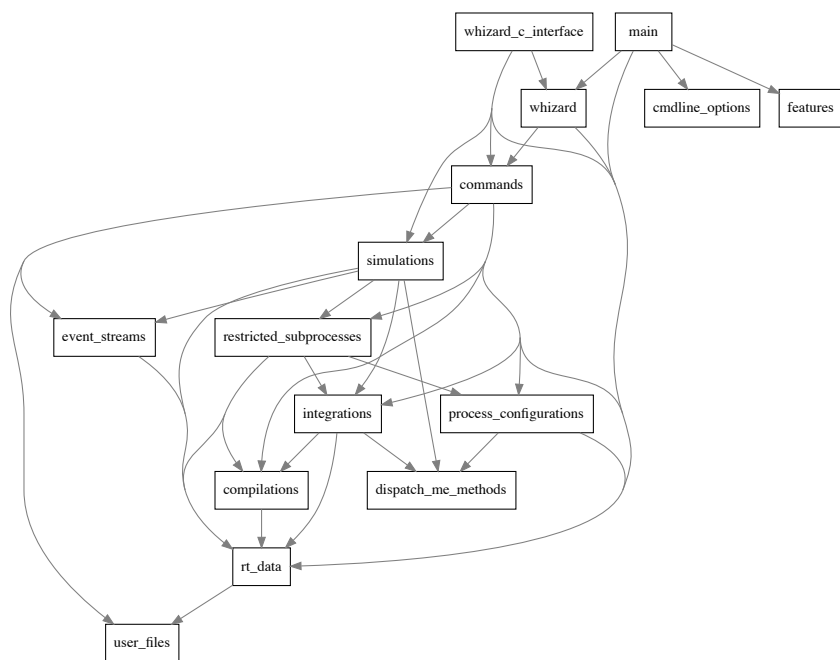 whizard_c_interface
main
whizard
cmdline_options
features
commands
simulations
event_streams
restricted_subprocesses
integrations
process_configurations
compilations
dispatch_me_methods
rt_data
user_files